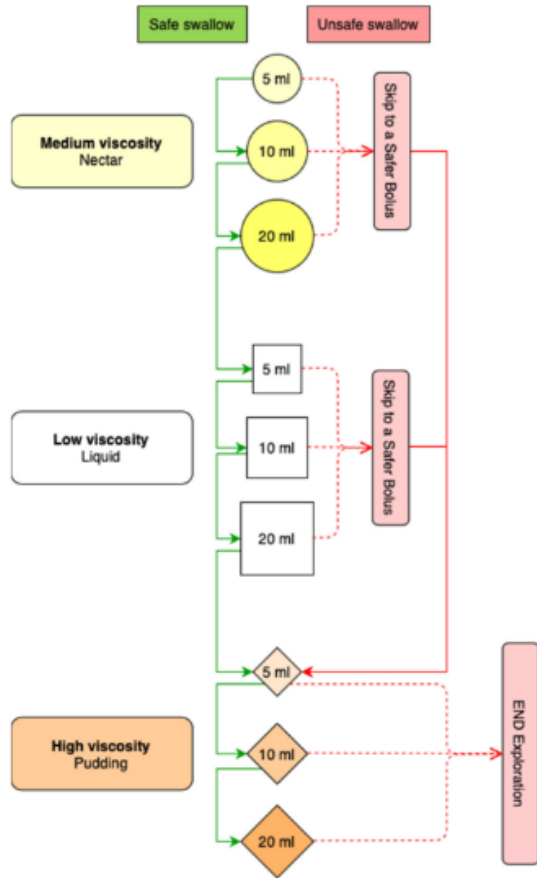 Safe swallow
Unsafe swallow
5 ml
Medium viscosity
Nectar
10 ml
20 ml
Skip to a Safer Bolus
5 ml
Low viscosity
Liquid
10 ml
20 ml
Skip to a Safer Bolus
5 ml
High viscosity
Pudding
10 ml
20 ml
END Exploration